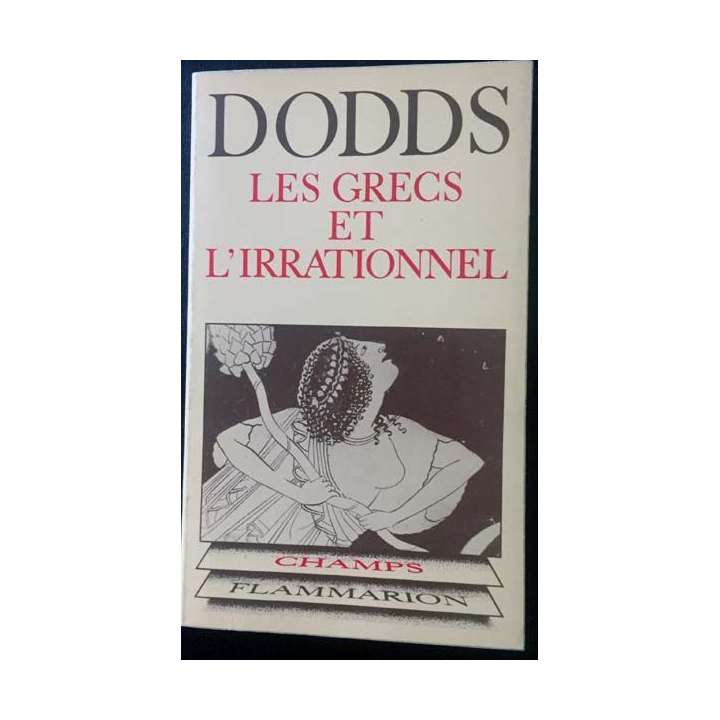 DODDS
LES GRECS
ET
L'IRRATIONNEL
A L
CHAMPS
FLAMMARION